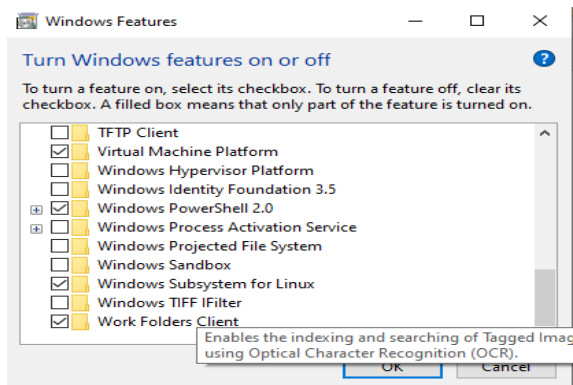 Windows Features
Turn Windows features on or off
To turn a feature on, select its checkbox. To turn a feature off, clear its
checkbox. A filled box means that only part of the feature is turned on.
TFTP Client
Virtual Machine Platform
Windows Hypervisor Platform
Windows Identity Foundation 3.5
Windows PowerShell 2.0
Windows Process Activation Service
Windows Projected File System
Windows Sandbox
Windows Subsystem for Linux
Windows TIFF IFilter
Work Folders Client
Enables the indexing and searching of Tagged Imag
using Optical Character Recognition (OCR).
OK Cancel